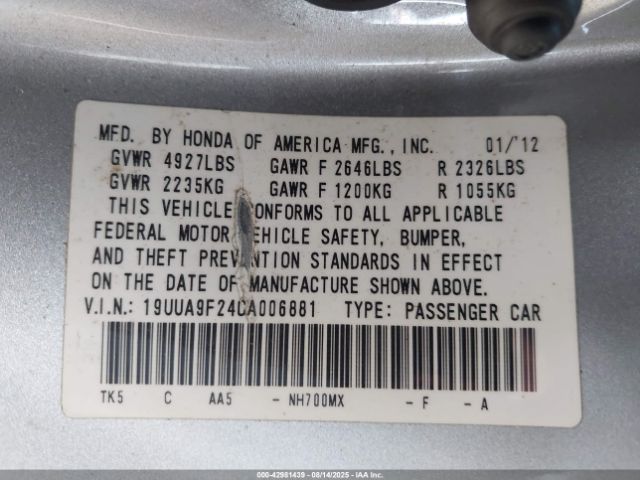 MFD. BY HONDA OF AMERICA MFG., INC. 01/'12
GVWR 4927LBS GAWR F 2646LBS R 2326LBS
GVWR 2235KG GAWR F 1200KG R 1055KG
THIS VEHICLE CONFORMS TO ALL APPLICABLE
FEDERAL MOTOR VEHICLE SAFETY, BUMPER,
AND THEFT PREVENTION STANDARDS IN EFFECT
ON THE DATE OF MANUFACTURE SHOWN ABOVE.
V.I.N.: 19UUA9F24CA006881 TYPE: PASSENGER CAR
TK5 C AA5 - NH700MX - F - A
000-42981439 - 08/14/2025 - IAA Inc.